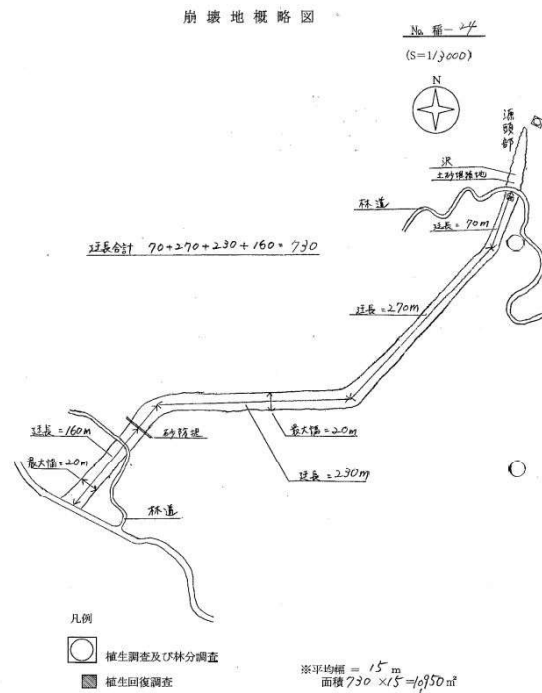 崩壊地概略図
No. 稲-24
(S=1/3000)
N
源頭部
沢
土砂堆積地
林道
延長=70m
延長合計 70+270+230+160=730
延長=270m
延長=160m
砂防堤
最大幅=20m
最大幅=20m
延長=230m
林道
凡例
植生調査及び林分調査
植生回復調査
※平均幅 = 15 m
面積 730 ×15=10,950㎡